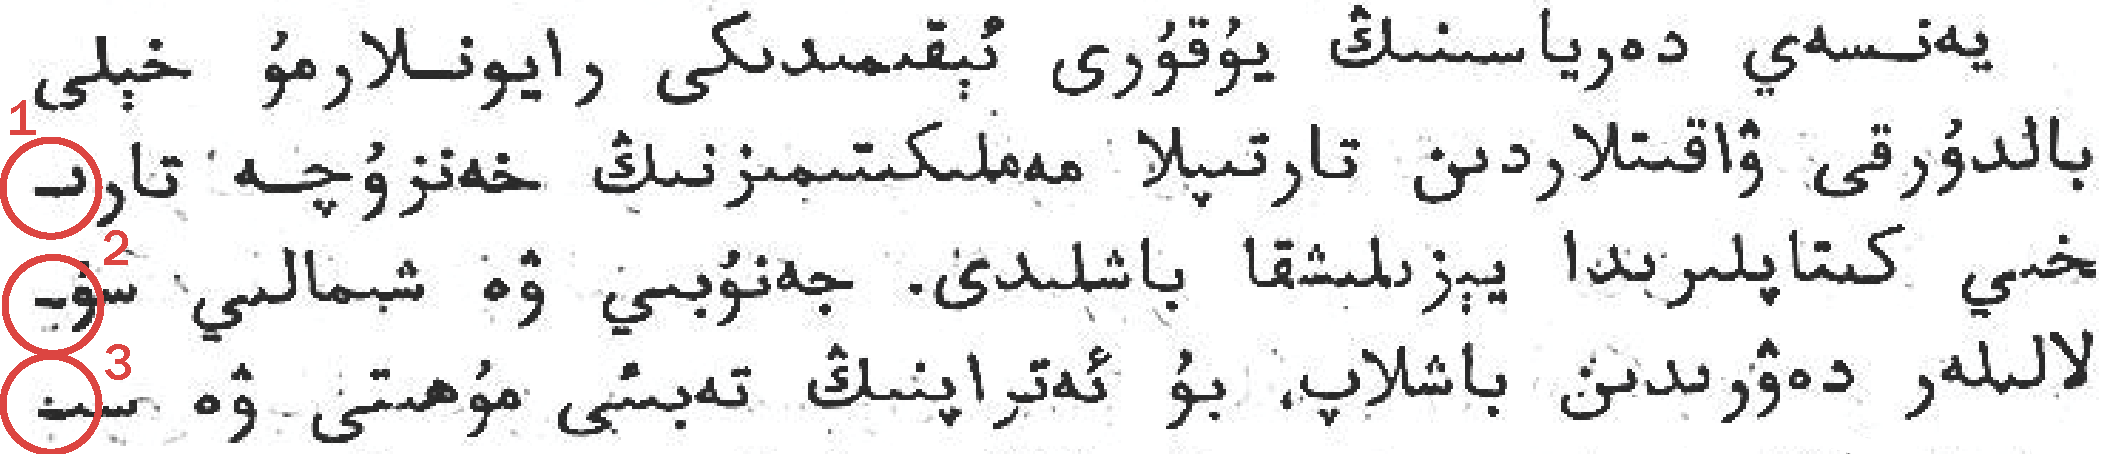 يەنسەي دەرياسىنىڭ يۇقۇرى ئېقىمىدىكى رايونلارمۇ خېلى
بالدۇرقى ۋاقىتلاردىن تارتىپلا مەملىكىتىمىزنىڭ خەنزۇچە تارى- 1
خىي كىتاپلىرىدا يېزىلىشقا باشلىدى. جەنۇبىي ۋە شىمالىي سۇ- 2
لالىلەر دەۋرىدىن باشلاپ، بۇ ئەتراپنىڭ تەبىئى مۇھىتى ۋە سى- 3